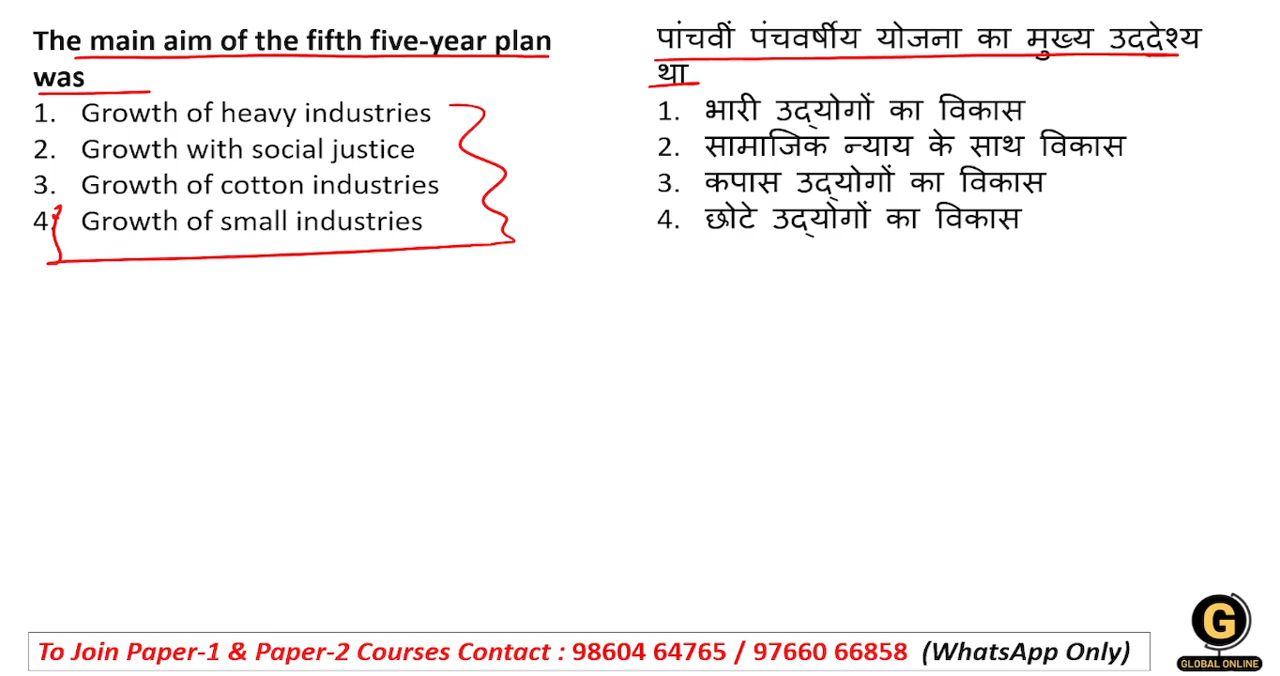 The main aim of the fifth five-year plan
was
1. Growth of heavy industries
2. Growth with social justice
3. Growth of cotton industries
4. Growth of small industries
पांचवीं पंचवर्षीय योजना का मुख्य उददेश्य
था
1. भारी उद्योगों का विकास
2. सामाजिक न्याय के साथ विकास
3. कपास उद्योगों का विकास
4. छोटे उद्योगों का विकास
To Join Paper-1 & Paper-2 Courses Contact : 98604 64765 / 97660 66858 (WhatsApp Only)
G
GLOBAL ONLINE